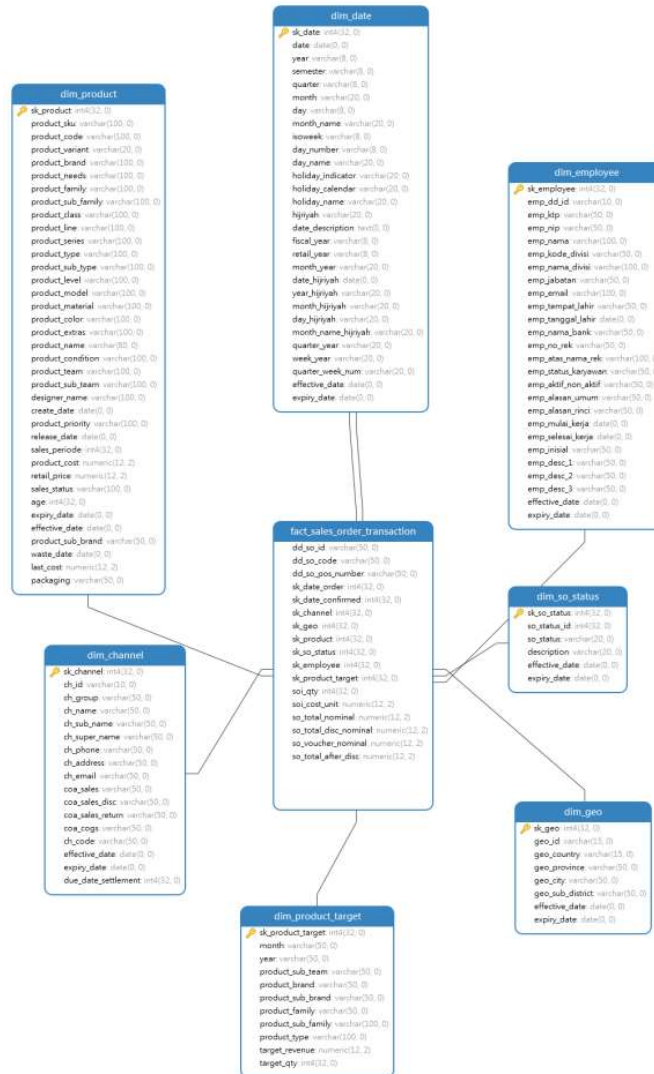 dim_date
sk_date: int4(32, 0)
date: date(0, 0)
year: varchar(8, 0)
semester: varchar(8, 0)
quarter: varchar(8, 0)
month: varchar(20, 0)
day: varchar(8, 0)
month_name: varchar(20, 0)
isoweek: varchar(8, 0)
day_number: varchar(8, 0)
day_name: varchar(20, 0)
holiday_indicator: varchar(20, 0)
holiday_calendar: varchar(20, 0)
holiday_name: varchar(20, 0)
hijriyah: varchar(20, 0)
date_description: text(0, 0)
fiscal_year: varchar(8, 0)
retail_year: varchar(8, 0)
month_year: varchar(20, 0)
date_hijriyah: date(0, 0)
year_hijriyah: varchar(20, 0)
month_hijriyah: varchar(20, 0)
day_hijriyah: varchar(20, 0)
month_name_hijriyah: varchar(20, 0)
quarter_year: varchar(20, 0)
week_year: varchar(20, 0)
quarter_week_num: varchar(20, 0)
effective_date: date(0, 0)
expiry_date: date(0, 0)
dim_product
sk_product: int4(32, 0)
product_sku: varchar(100, 0)
product_code: varchar(100, 0)
product_variant: varchar(20, 0)
product_brand: varchar(100, 0)
product_needs: varchar(100, 0)
product_family: varchar(100, 0)
product_sub_family: varchar(100, 0)
product_class: varchar(100, 0)
product_line: varchar(100, 0)
product_series: varchar(100, 0)
product_type: varchar(100, 0)
product_sub_type: varchar(100, 0)
product_level: varchar(100, 0)
product_model: varchar(100, 0)
product_material: varchar(100, 0)
product_color: varchar(100, 0)
product_extras: varchar(100, 0)
product_name: varchar(80, 0)
product_condition: varchar(100, 0)
product_team: varchar(100, 0)
product_sub_team: varchar(100, 0)
designer_name: varchar(100, 0)
create_date: date(0, 0)
product_priority: varchar(100, 0)
release_date: date(0, 0)
sales_periode: int4(32, 0)
product_cost: numeric(12, 2)
retail_price: numeric(12, 2)
sales_status: varchar(100, 0)
age: int4(32, 0)
expiry_date: date(0, 0)
effective_date: date(0, 0)
product_sub_brand: varchar(50, 0)
waste_date: date(0, 0)
last_cost: numeric(12, 2)
packaging: varchar(50, 0)
dim_employee
sk_employee: int4(32, 0)
emp_dd_id: varchar(10, 0)
emp_ktp: varchar(50, 0)
emp_nip: varchar(50, 0)
emp_nama: varchar(100, 0)
emp_kode_divisi: varchar(50, 0)
emp_nama_divisi: varchar(100, 0)
emp_jabatan: varchar(50, 0)
emp_email: varchar(100, 0)
emp_tempat_lahir: varchar(50, 0)
emp_tanggal_lahir: date(0, 0)
emp_nama_bank: varchar(50, 0)
emp_no_rek: varchar(50, 0)
emp_atas_nama_rek: varchar(100,
emp_status_karyawan: varchar(50,
emp_aktif_non_aktif: varchar(50, 0)
emp_alasan_umum: varchar(50, 0)
emp_alasan_rinci: varchar(50, 0)
emp_mulai_kerja: date(0, 0)
emp_selesai_kerja: date(0, 0)
emp_inisial: varchar(50, 0)
emp_desc_1: varchar(50, 0)
emp_desc_2: varchar(50, 0)
emp_desc_3: varchar(50, 0)
effective_date: date(0, 0)
expiry_date: date(0, 0)
fact_sales_order_transaction
dd_so_id: varchar(50, 0)
dd_so_code: varchar(50, 0)
dd_so_pos_number: varchar(50, 0)
sk_date_order: int4(32, 0)
sk_date_confirmed: int4(32, 0)
sk_channel: int4(32, 0)
sk_geo: int4(32, 0)
sk_product: int4(32, 0)
sk_so_status: int4(32, 0)
sk_employee: int4(32, 0)
sk_product_target: int4(32, 0)
soi_qty: int4(32, 0)
soi_cost_unit: numeric(12, 2)
so_total_nominal: numeric(12, 2)
so_total_disc_nominal: numeric(12, 2)
so_voucher_nominal: numeric(12, 2)
so_total_after_disc: numeric(12, 2)
dim_so_status
sk_so_status: int4(32, 0)
so_status_id: int4(32, 0)
so_status: varchar(20, 0)
description: varchar(20, 0)
effective_date: date(0, 0)
expiry_date: date(0, 0)
dim_channel
sk_channel: int4(32, 0)
ch_id: varchar(10, 0)
ch_group: varchar(50, 0)
ch_name: varchar(50, 0)
ch_sub_name: varchar(50, 0)
ch_super_name: varchar(50, 0)
ch_phone: varchar(50, 0)
ch_address: varchar(50, 0)
ch_email: varchar(50, 0)
coa_sales: varchar(50, 0)
coa_sales_disc: varchar(50, 0)
coa_sales_return: varchar(50, 0)
coa_cogs: varchar(50, 0)
ch_code: varchar(50, 0)
effective_date: date(0, 0)
expiry_date: date(0, 0)
due_date_settlement: int4(32, 0)
dim_geo
sk_geo: int4(32, 0)
geo_id: varchar(15, 0)
geo_country: varchar(15, 0)
geo_province: varchar(50, 0)
geo_city: varchar(50, 0)
geo_sub_district: varchar(50, 0)
effective_date: date(0, 0)
expiry_date: date(0, 0)
dim_product_target
sk_product_target: int4(32, 0)
month: varchar(50, 0)
year: varchar(50, 0)
product_sub_team: varchar(50, 0)
product_brand: varchar(50, 0)
product_sub_brand: varchar(50, 0)
product_family: varchar(50, 0)
product_sub_family: varchar(100, 0)
product_type: varchar(100, 0)
target_revenue: numeric(12, 2)
target_qty: int4(32, 0)